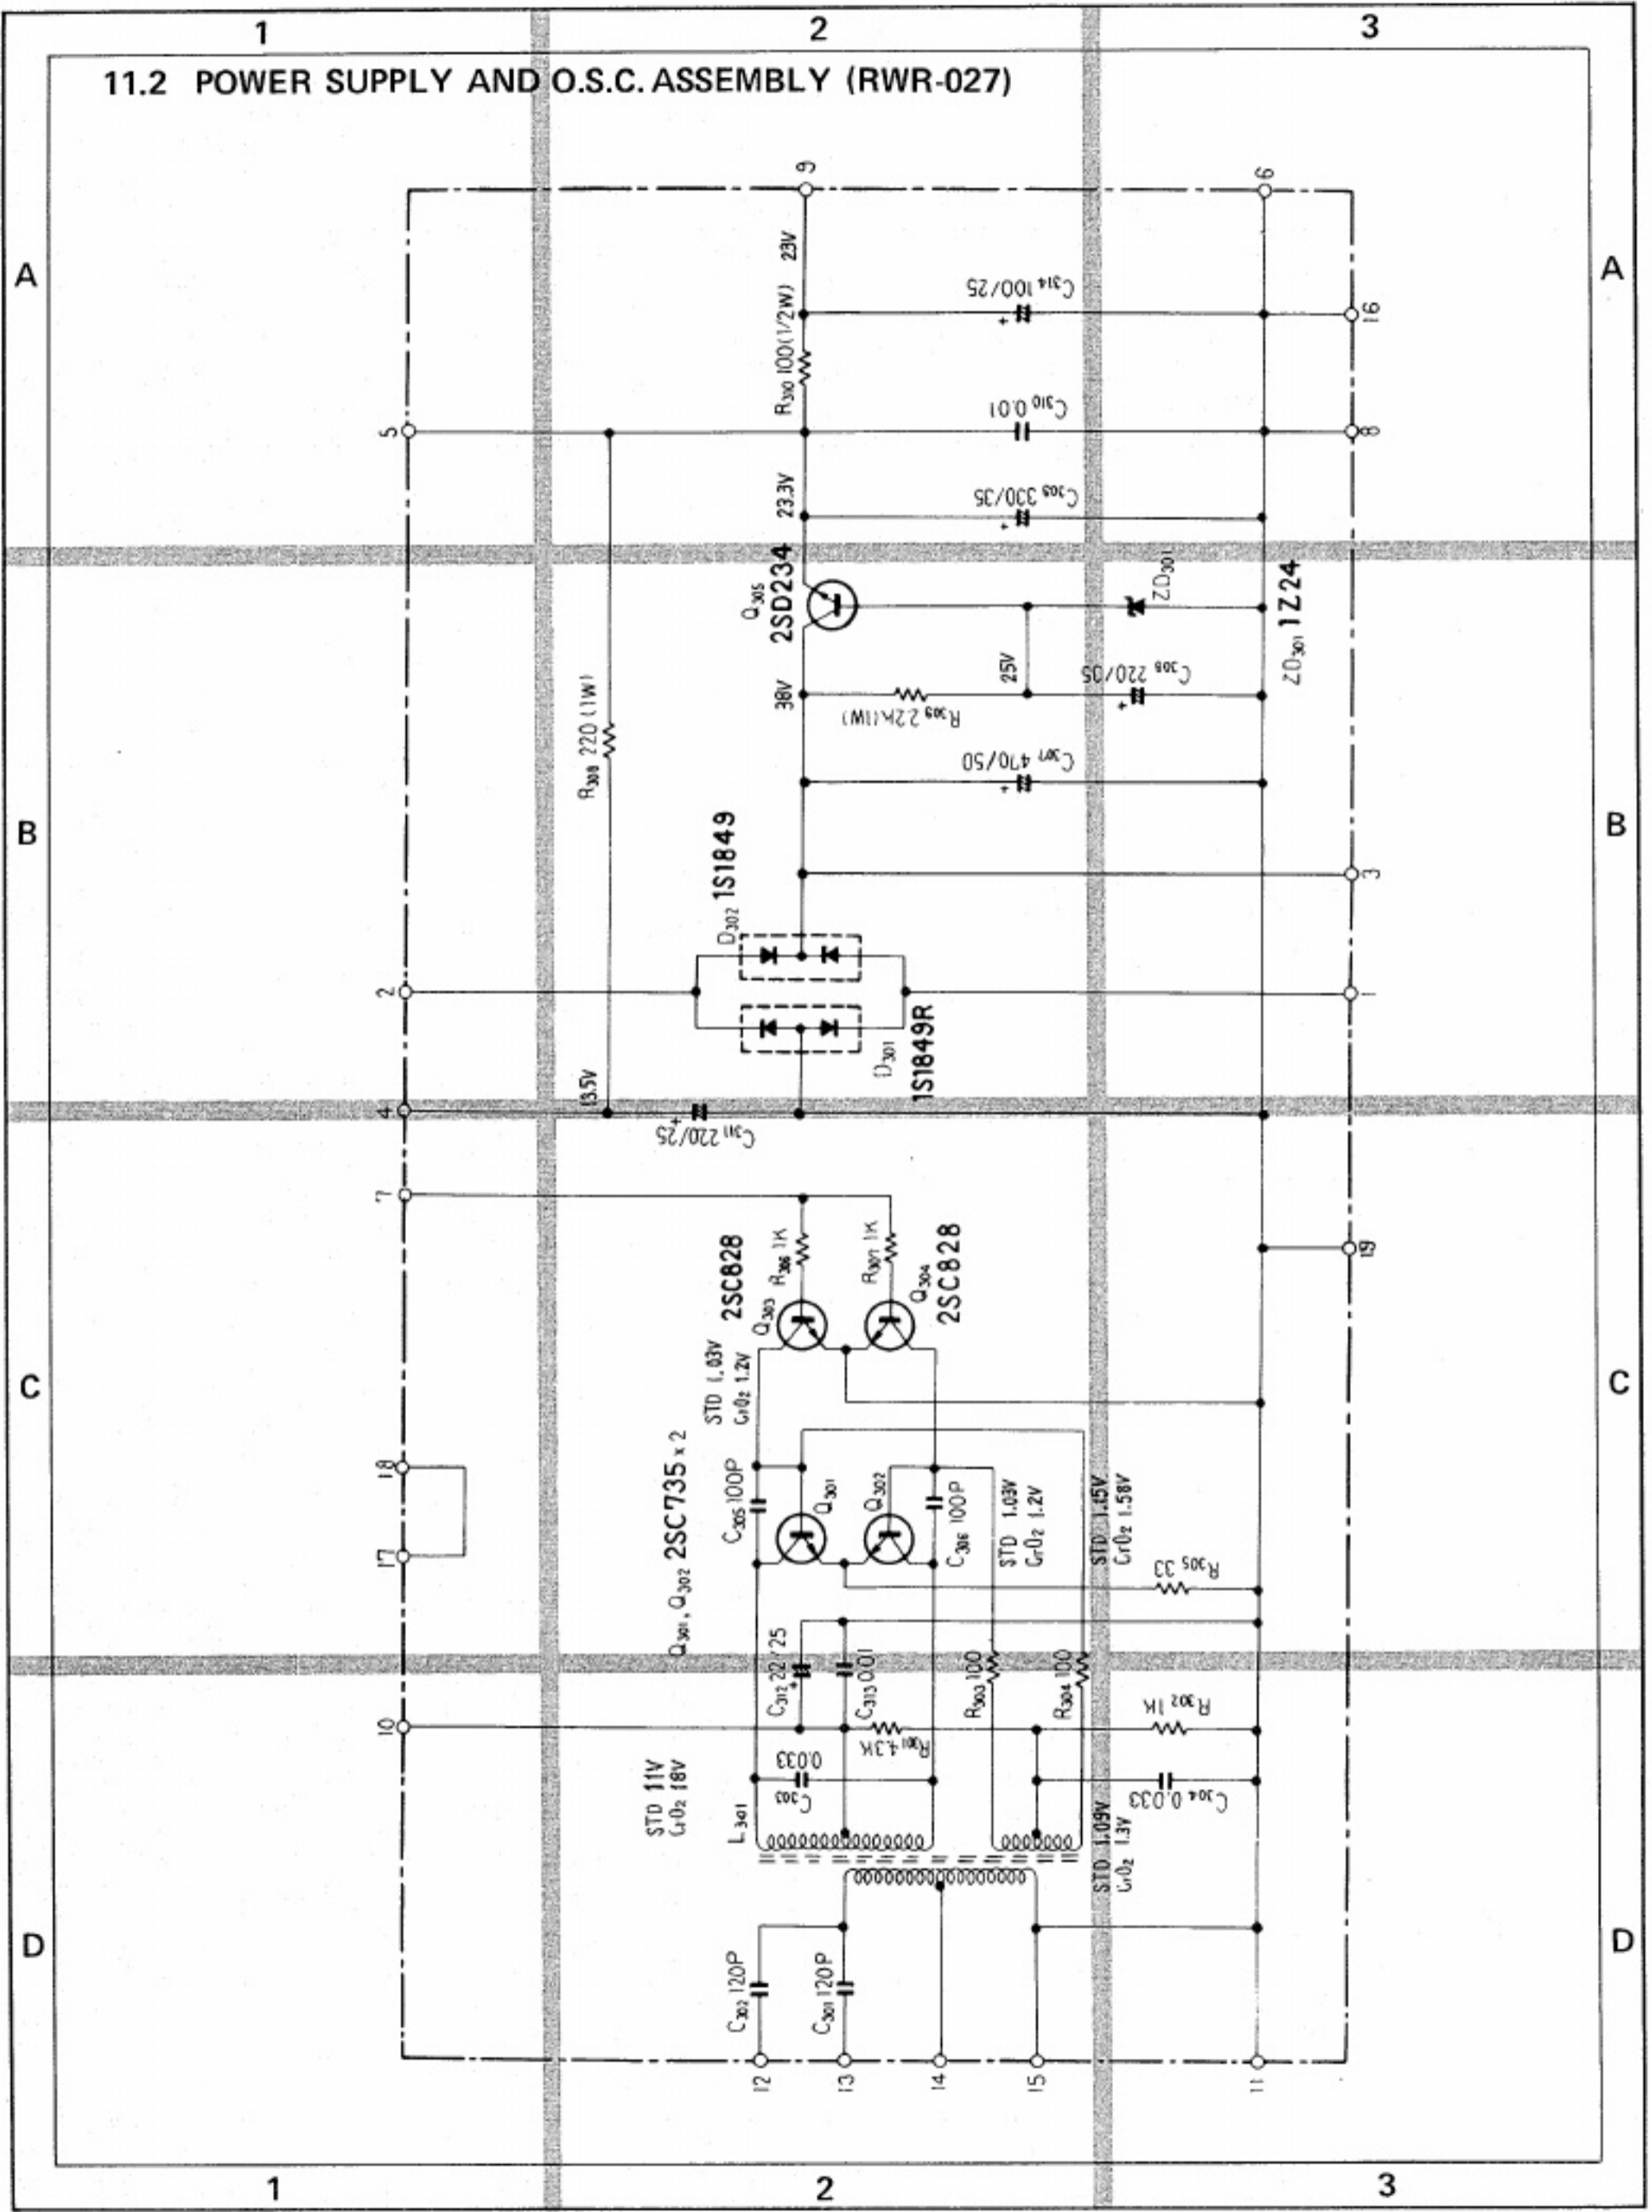 1 2 3
11.2 POWER SUPPLY AND O.S.C. ASSEMBLY (RWR-027)
9
6
A
A
23V
C314 100/25
16
R310 100(1/2W)
C310 0.01
5
8
23.3V
C309 330/35
Q305
2SD234
ZD301
ZD301 1Z24
25V
38V
C308 220/35
R309 2.2K(1W)
R308 220 (1W)
C307 470/50
B
B
D302 1S1849
3
2
1
D301
1S1849R
13.5V
4
C311 220/25
7
R306 1K
R307 1K
2SC828
Q303
Q304
2SC828
19
STD 1.03V
CrO2 1.2V
C
C
Q301, Q302 2SC735 x 2
18
17
C305 100P
Q301
Q302
C306 100P
STD 1.03V
CrO2 1.2V
STD 1.15V
CrO2 1.58V
R305 33
C312 22/25
C313 0.01
R303 100
R304 100
R302 1K
10
R301 4.3K
STD 11V
CrO2 18V
0.033
C303
C304 0.033
L301
STD 1.09V
CrO2 1.3V
D
D
C302 120P
C301 120P
12
13
14
15
11
1 2 3